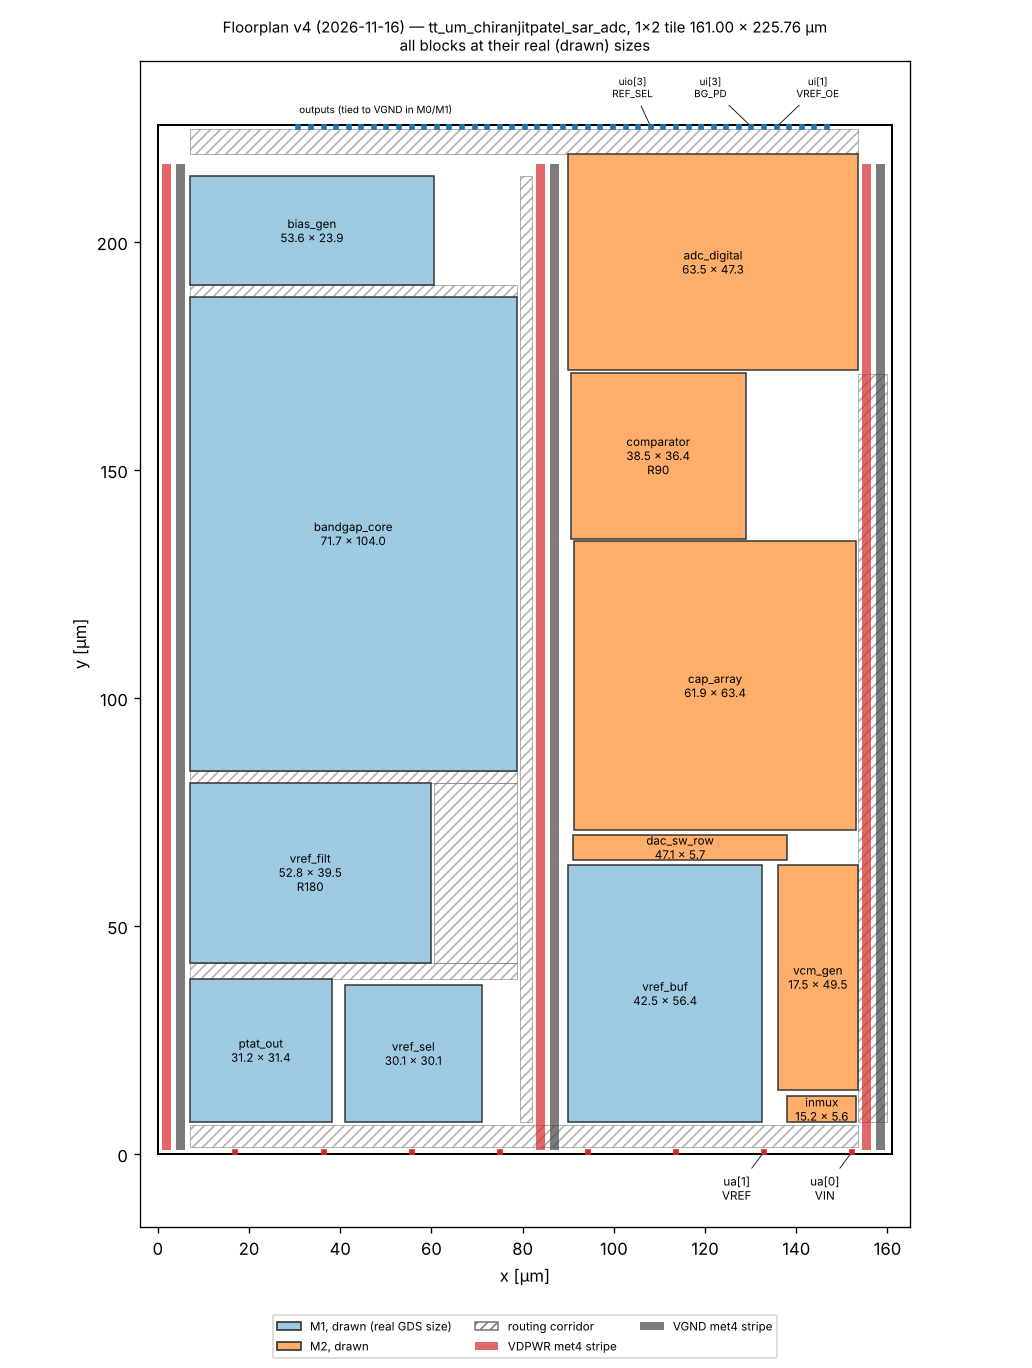 Floorplan v4 (2026-11-16) — tt_um_chiranjitpatel_sar_adc, 1×2 tile 161.00 × 225.76 µm
all blocks at their real (drawn) sizes
uio[3]
REF_SEL
ui[3]
BG_PD
ui[1]
VREF_OE
outputs (tied to VGND in M0/M1)
bias_gen
53.6 × 23.9
adc_digital
63.5 × 47.3
comparator
38.5 × 36.4
R90
bandgap_core
71.7 × 104.0
cap_array
61.9 × 63.4
dac_sw_row
47.1 × 5.7
vref_filt
52.8 × 39.5
R180
vcm_gen
17.5 × 49.5
vref_buf
42.5 × 56.4
ptat_out
31.2 × 31.4
vref_sel
30.1 × 30.1
inmux
15.2 × 5.6
ua[1]
VREF
ua[0]
VIN
200
150
100
50
0
y [µm]
0
20
40
60
80
100
120
140
160
x [µm]
M1, drawn (real GDS size)
M2, drawn
routing corridor
VDPWR met4 stripe
VGND met4 stripe